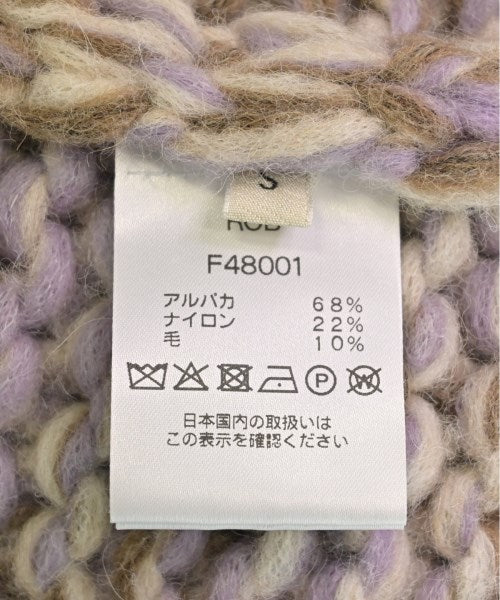 S
F48001
アルパカ 68%
ナイロン 22%
毛 10%
P W
日本国内の取扱いは
この表示を確認ください